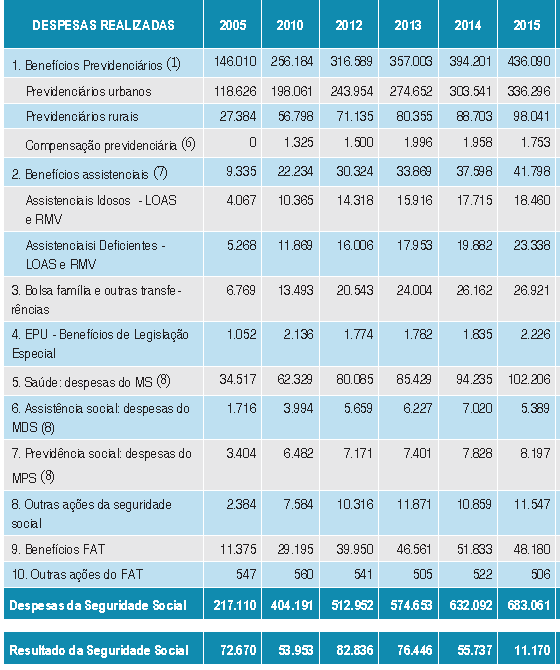 DESPESAS REALIZADAS 2005 2010 2012 2013 2014 2015
1. Benefícios Previdenciários (1) 146.010 256.184 316.589 357.003 394.201 436.090
Previdenciários urbanos 118.626 198.061 243.954 274.652 303.541 336.296
Previdenciários rurais 27.384 56.798 71.135 80.355 88.703 98.041
Compensação previdenciária (6) 0 1.325 1.500 1.996 1.958 1.753
2. Benefícios assistenciais (7) 9.335 22.234 30.324 33.869 37.598 41.798
Assistenciais Idosos - LOAS 4.067 10.365 14.318 15.916 17.715 18.460
e RMV
Assistenciaisi Deficientes - 5.268 11.869 16.006 17.953 19.882 23.338
LOAS e RMV
3. Bolsa família e outras transfe- 6.769 13.493 20.543 24.004 26.162 26.921
rências
4. EPU - Benefícios de Legislação 1.052 2.136 1.774 1.782 1.835 2.226
Especial
5. Saúde: despesas do MS (8) 34.517 62.329 80.085 85.429 94.235 102.206
6. Assistência social: despesas do 1.716 3.994 5.659 6.227 7.020 5.389
MDS (8)
7. Previdência social: despesas do 3.404 6.482 7.171 7.401 7.828 8.197
MPS (8)
8. Outras ações da seguridade 2.384 7.584 10.316 11.871 10.859 11.547
social
9. Benefícios FAT 11.375 29.195 39.950 46.561 51.833 48.180
10. Outras ações do FAT 547 560 541 505 522 506
Despesas da Seguridade Social 217.110 404.191 512.952 574.653 632.092 683.061
Resultado da Seguridade Social 72.670 53.953 82.836 76.446 55.737 11.170